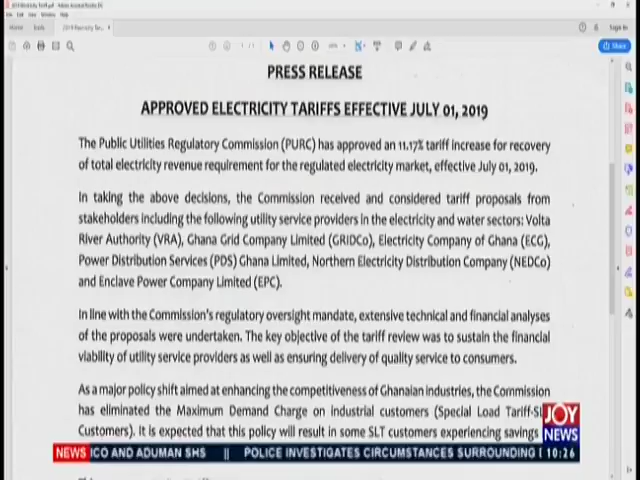 PRESS RELEASE
APPROVED ELECTRICITY TARIFFS EFFECTIVE JULY 01, 2019
The Public Utilities Regulatory Commission (PURC) has approved an 11.17% tariff increase for recovery
of total electricity revenue requirement for the regulated electricity market, effective July 01, 2019.
In taking the above decisions, the Commission received and considered tariff proposals from
stakeholders including the following utility service providers in the electricity and water sectors: Volta
River Authority (VRA), Ghana Grid Company Limited (GRIDCo), Electricity Company of Ghana (ECG),
Power Distribution Services (PDS) Ghana Limited, Northern Electricity Distribution Company (NEDCo)
and Enclave Power Company Limited (EPC).
In line with the Commission's regulatory oversight mandate, extensive technical and financial analyses
of the proposals were undertaken. The key objective of the tariff review was to sustain the financial
viability of utility service providers as well as ensuring delivery of quality service to consumers.
As a major policy shift aimed at enhancing the competitiveness of Ghanaian industries, the Commission
has eliminated the Maximum Demand Charge on industrial customers (Special Load Tariff-SL
Customers). It is expected that this policy will result in some SLT customers experiencing savings
JOY
NEWS
NEWS ICO AND ADUMAN SHS || POLICE INVESTIGATES CIRCUMSTANCES SURROUNDING 10:26
Home Tools
Sign In
Share